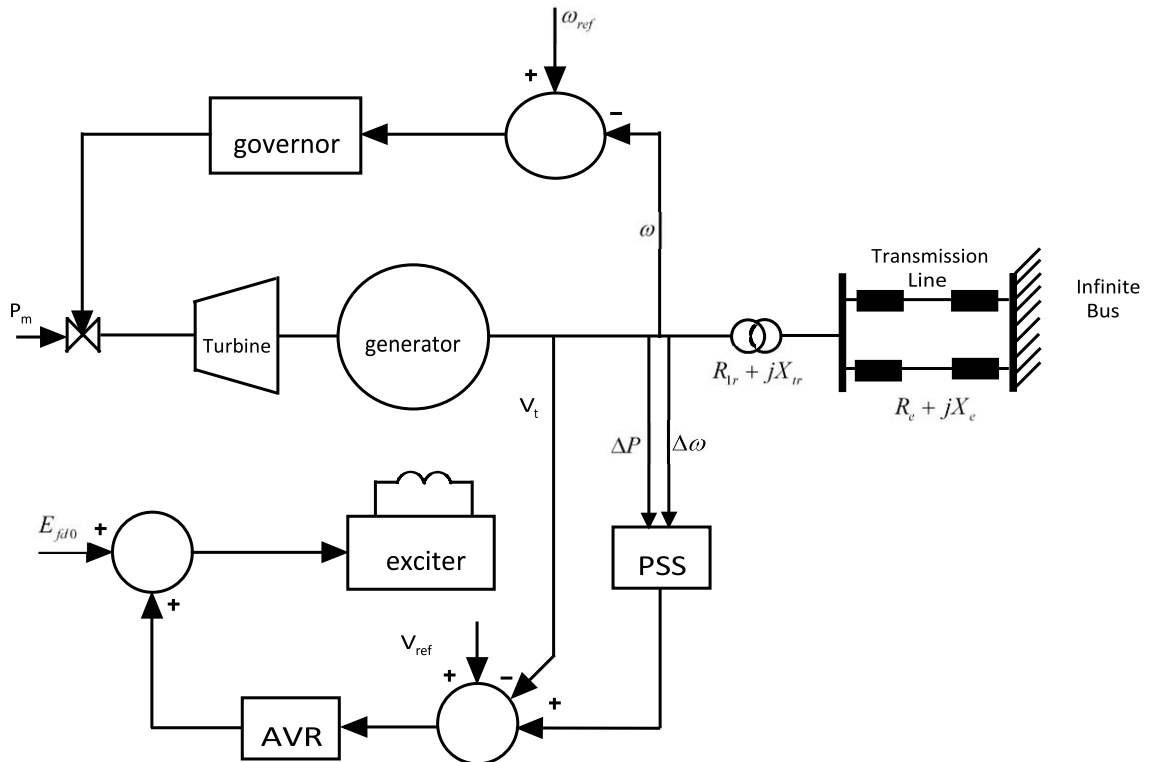 ω_ref
+
−
governor
ω
Transmission
Line
Infinite
Bus
P_m
Turbine
generator
R_1r + jX_tr
R_e + jX_e
V_t
ΔP
Δω
E_fd0
+
exciter
PSS
+
V_ref
+
−
+
AVR